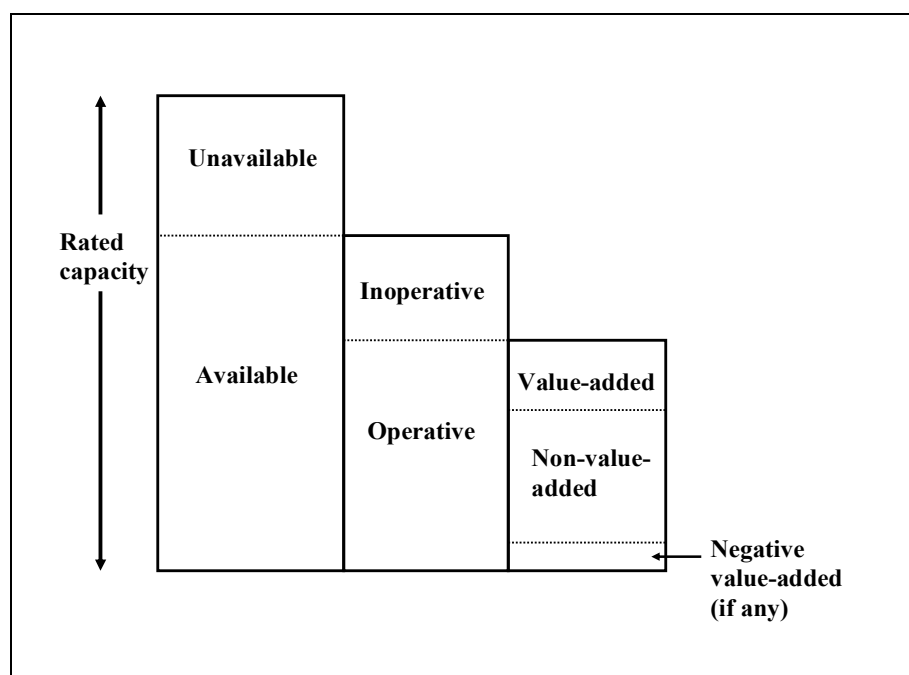 Unavailable
Rated
capacity
Inoperative
Available
Value-added
Operative
Non-value-
added
Negative
value-added
(if any)